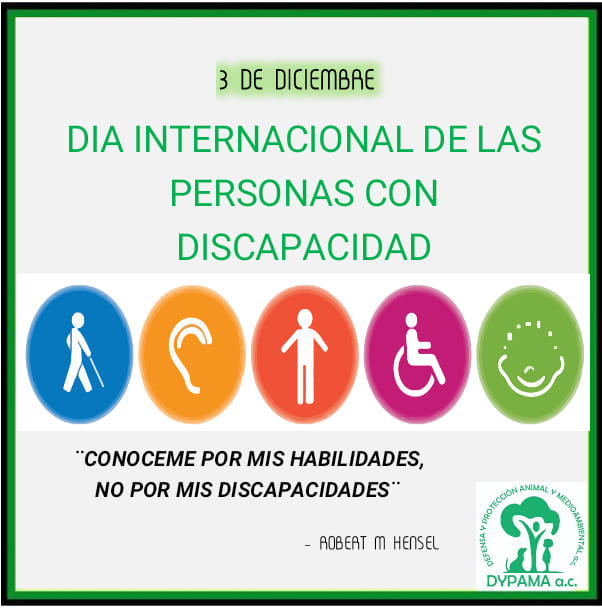 3 DE DICIEMBRE
DIA INTERNACIONAL DE LAS
PERSONAS CON
DISCAPACIDAD
¨CONOCEME POR MIS HABILIDADES,
NO POR MIS DISCAPACIDADES¨
- ROBERT M HENSEL
DEFENSA Y PROTECCIÓN ANIMAL Y MEDIOAMBIENTAL a.c
DYPAMA a.c.